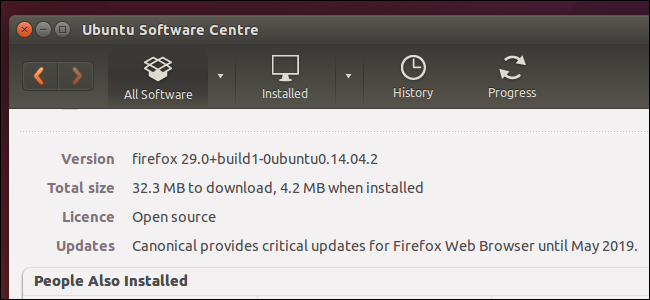 Ubuntu Software Centre
All Software
Installed
History
Progress
Version firefox 29.0+build1-0ubuntu0.14.04.2
Total size 32.3 MB to download, 4.2 MB when installed
Licence Open source
Updates Canonical provides critical updates for Firefox Web Browser until May 2019.
People Also Installed